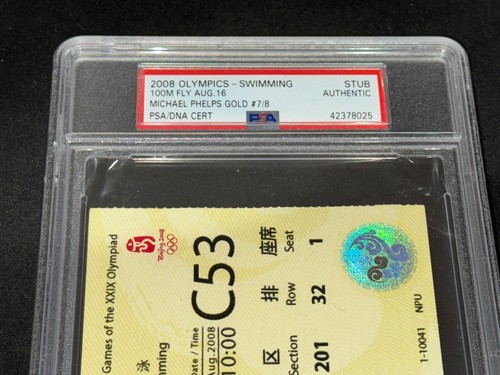 2008 OLYMPICS – SWIMMING STUB
100M FLY AUG.16 AUTHENTIC
MICHAEL PHELPS GOLD #7/8
PSA/DNA CERT PSA 42378025
Games of the XXIX Olympiad
Beijing 2008
泳
Date / Time
Aug.2008
10:00
C53
座席 Seat 1
排 Row 32
区 Section 201
1-10041 NPU